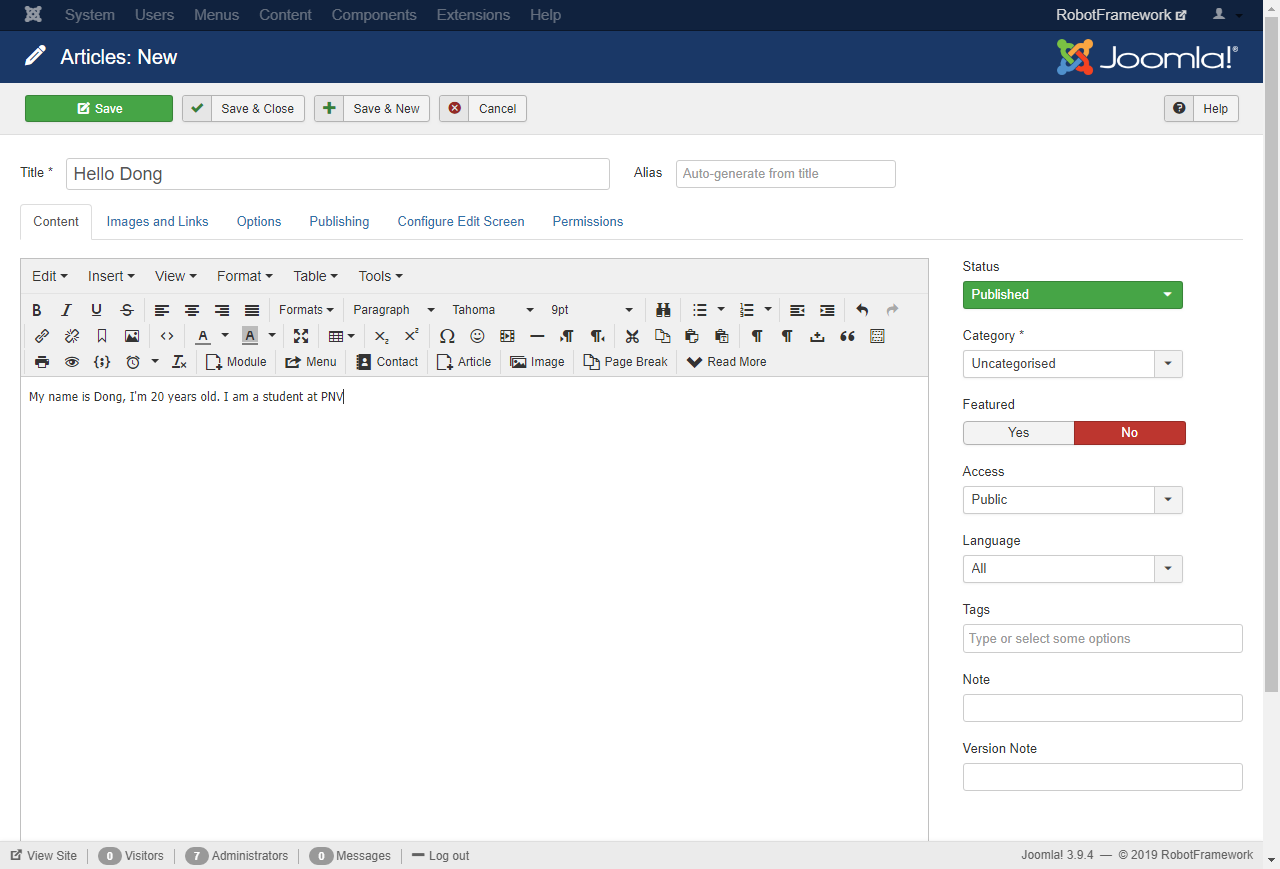 System Users Menus Content Components Extensions Help RobotFramework
Articles: New Joomla!®
Save Save & Close Save & New Cancel Help
Title * Hello Dong Alias Auto-generate from title
Content Images and Links Options Publishing Configure Edit Screen Permissions
Edit Insert View Format Table Tools
B I U S Formats Paragraph Tahoma 9pt
A A
Module Menu Contact Article Image Page Break Read More
My name is Dong, I'm 20 years old. I am a student at PNV
Status
Published
Category *
Uncategorised
Featured
Yes No
Access
Public
Language
All
Tags
Type or select some options
Note
Version Note
View Site 0 Visitors 7 Administrators 0 Messages Log out Joomla! 3.9.4 — © 2019 RobotFramework